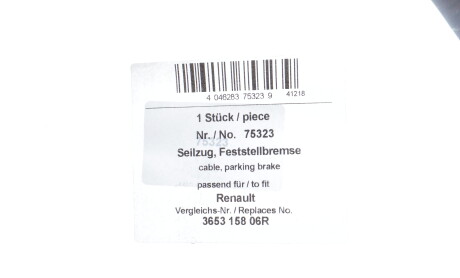 4 046283 75323 9 41218
1 Stück / piece
Nr. / No. 75323
75323
Seilzug, Feststellbremse
cable, parking brake
passend für / to fit
Renault
Vergleichs-Nr. / Replaces No.
3653 158 06R